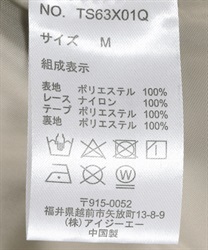 NO. TS63X01Q
サイズ M
組成表示
表地 ポリエステル 100%
レース ナイロン 100%
テープ ポリエステル 100%
裏地 ポリエステル 100%
〒915-0052
福井県越前市矢放町13-8-9
(株) アイジーエー
中国製